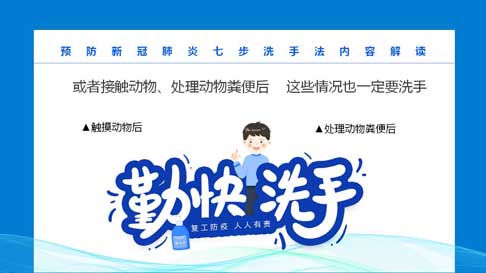 预防新冠肺炎七步洗手法内容解读
或者接触动物、处理动物粪便后 这些情况也一定要洗手
▲触摸动物后
▲处理动物粪便后
勤快洗手
复工防疫 人人有责